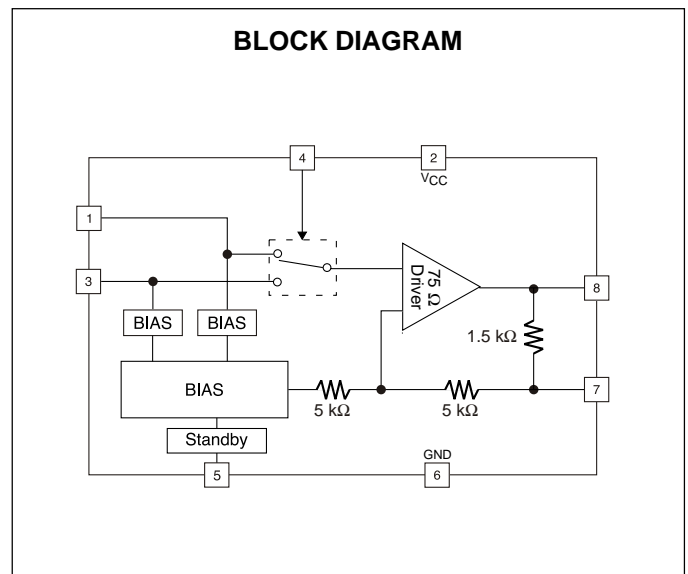 BLOCK DIAGRAM
4
2
VCC
1
3
75 Ω
Driver
8
BIAS
BIAS
1.5 kΩ
BIAS
5 kΩ
5 kΩ
7
Standby
5
GND
6